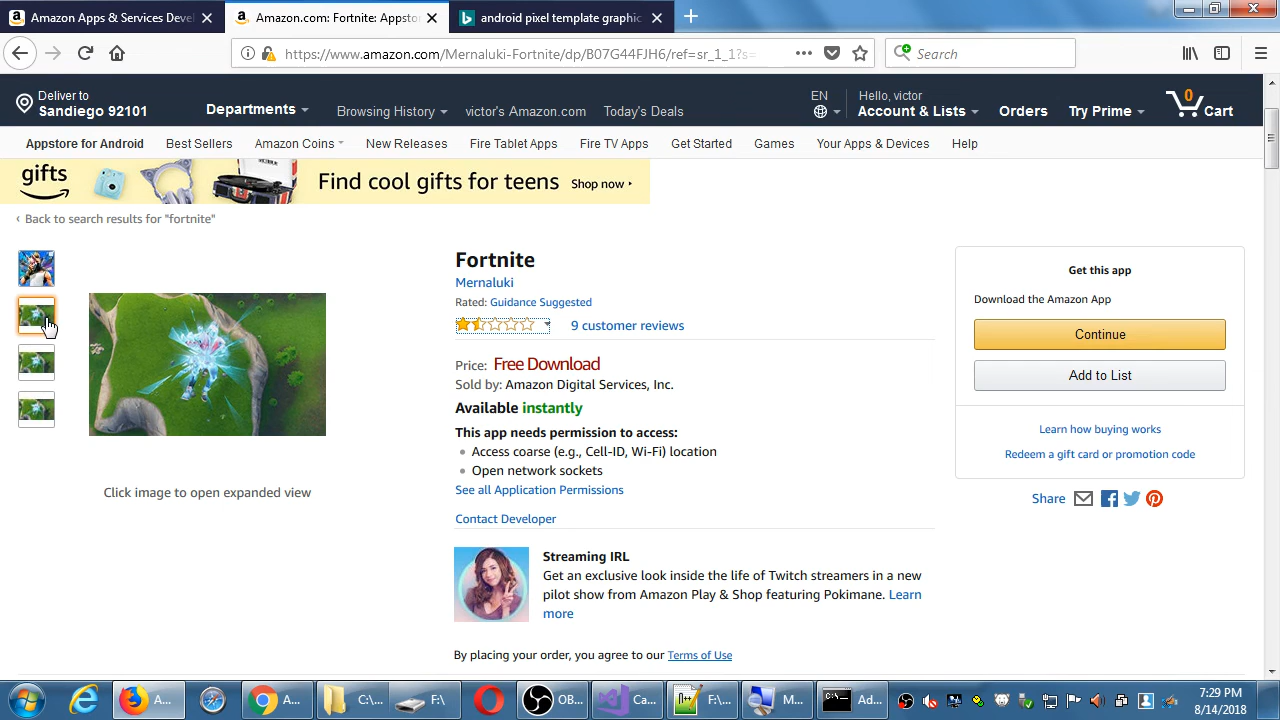 Amazon Apps & Services Devel
Amazon.com: Fortnite: Appstor
android pixel template graphic
https://www.amazon.com/Mernaluki-Fortnite/dp/B07G44FJH6/ref=sr_1_1?s=
Search
Deliver to
Sandiego 92101
Departments
Browsing History
victor's Amazon.com
Today's Deals
EN
Hello, victor
Account & Lists
Orders
Try Prime
0
Cart
Appstore for Android
Best Sellers
Amazon Coins
New Releases
Fire Tablet Apps
Fire TV Apps
Get Started
Games
Your Apps & Devices
Help
gifts
Find cool gifts for teens
Shop now
‹ Back to search results for "fortnite"
Fortnite
Mernaluki
Rated: Guidance Suggested
9 customer reviews
Price: Free Download
Sold by: Amazon Digital Services, Inc.
Available instantly
This app needs permission to access:
Access coarse (e.g., Cell-ID, Wi-Fi) location
Open network sockets
See all Application Permissions
Contact Developer
Click image to open expanded view
Get this app
Download the Amazon App
Continue
Add to List
Learn how buying works
Redeem a gift card or promotion code
Share
Streaming IRL
Get an exclusive look inside the life of Twitch streamers in a new
pilot show from Amazon Play & Shop featuring Pokimane. Learn
more
By placing your order, you agree to our Terms of Use
A...
A...
C:\...
F:\
OB...
Ca...
F:\...
M...
Ad...
7:29 PM
8/14/2018